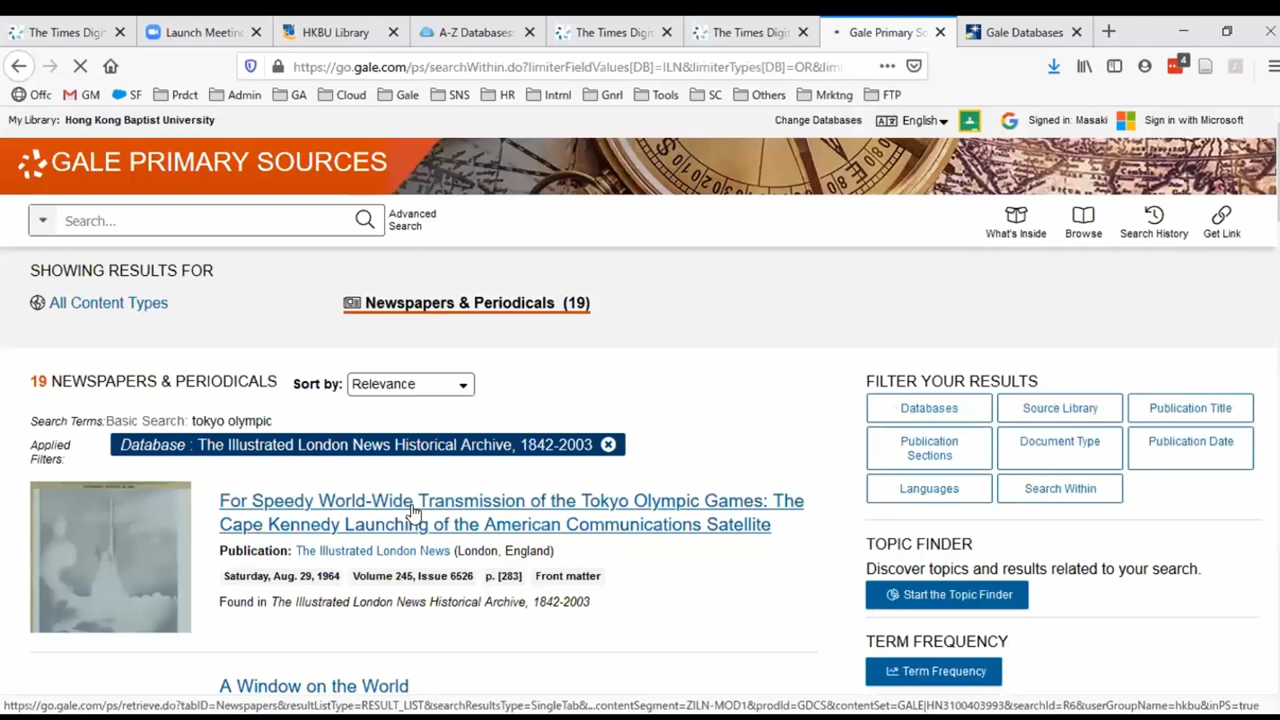 The Times Digi
Launch Meetin
HKBU Library
A-Z Databases
The Times Digit
The Times Digi
Gale Primary So
Gale Databases
https://go.gale.com/ps/searchWithin.do?limiterFieldValues[DB]=ILN&limiterTypes[DB]=OR&lim
4
Offc
GM
SF
Prdct
Admin
GA
Cloud
Gale
SNS
HR
Intrnl
Gnrl
Tools
SC
Others
Mrktng
FTP
My Library: Hong Kong Baptist University
Change Databases
English
Signed in: Masaki
Sign in with Microsoft
GALE PRIMARY SOURCES
Search...
Advanced
Search
What's Inside
Browse
Search History
Get Link
SHOWING RESULTS FOR
All Content Types
Newspapers & Periodicals (19)
19 NEWSPAPERS & PERIODICALS
Sort by: Relevance
Search Terms:Basic Search: tokyo olympic
Applied
Filters:
Database : The Illustrated London News Historical Archive, 1842-2003
For Speedy World-Wide Transmission of the Tokyo Olympic Games: The
Cape Kennedy Launching of the American Communications Satellite
Publication: The Illustrated London News (London, England)
Saturday, Aug. 29, 1964 Volume 245, Issue 6526 p. [283] Front matter
Found in The Illustrated London News Historical Archive, 1842-2003
A Window on the World
FILTER YOUR RESULTS
Databases
Source Library
Publication Title
Publication
Sections
Document Type
Publication Date
Languages
Search Within
TOPIC FINDER
Discover topics and results related to your search.
Start the Topic Finder
TERM FREQUENCY
Term Frequency
https://go.gale.com/ps/retrieve.do?tabID=Newspapers&resultListType=RESULT_LIST&searchResultsType=SingleTab&...contentSegment=ZILN-MOD1&prodId=GDCS&contentSet=GALE|HN3100403993&searchId=R6&userGroupName=hkbu&inPS=true